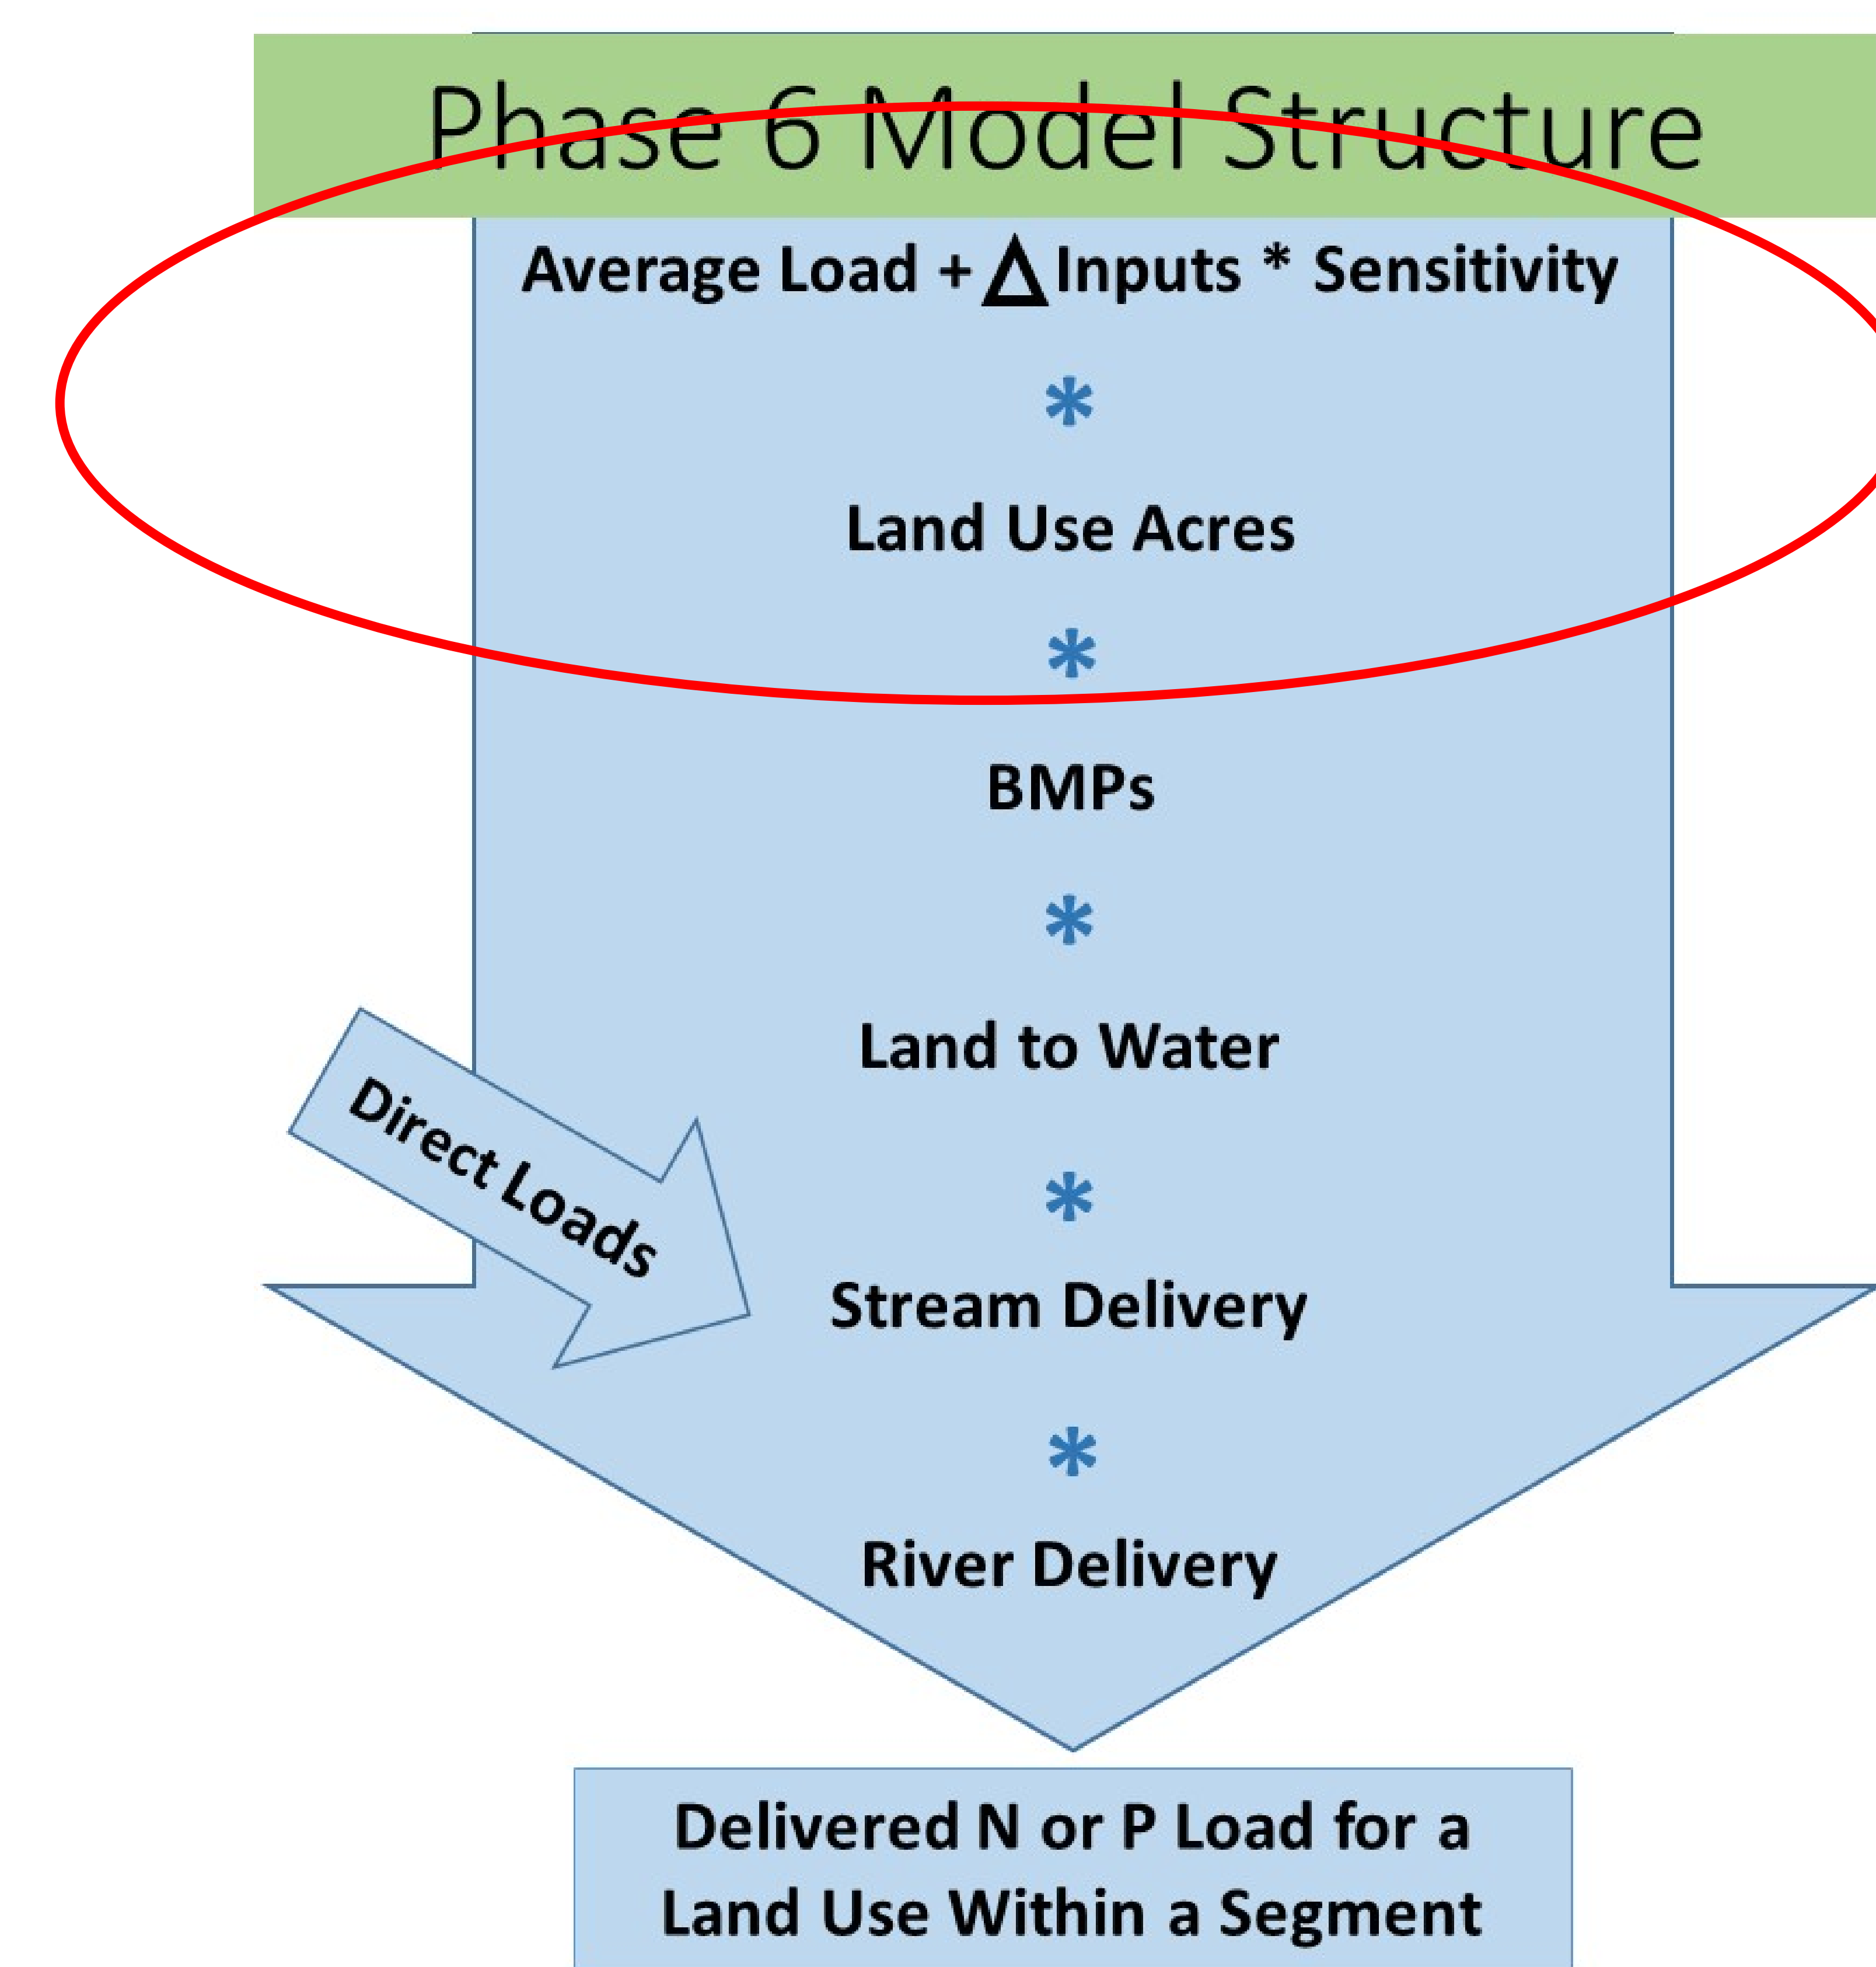 Phase 6 Model Structure
Average Load + Δ Inputs * Sensitivity
*
Land Use Acres
*
BMPs
*
Land to Water
*
Direct Loads
Stream Delivery
*
River Delivery
Delivered N or P Load for a
Land Use Within a Segment